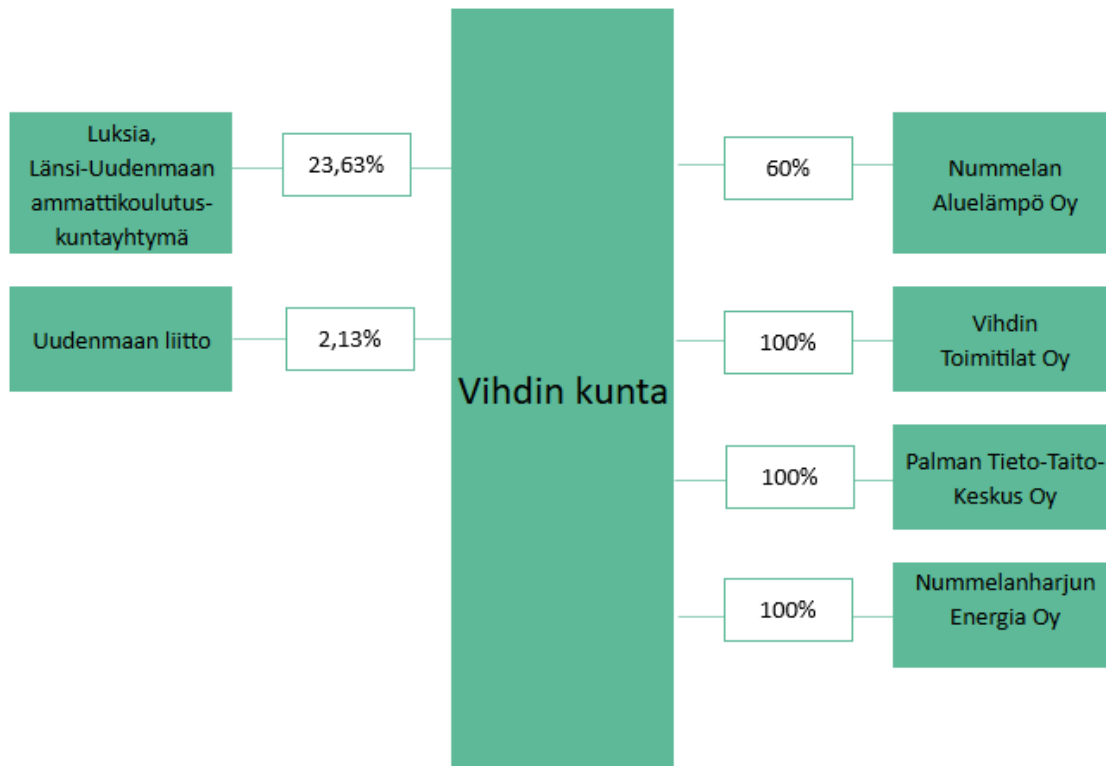 Luksia,
Länsi-Uudenmaan
ammattikoulutus-
kuntayhtymä
23,63%
Uudenmaan liitto
2,13%
Vihdin kunta
60%
Nummelan
Aluelämpö Oy
100%
Vihdin
Toimitilat Oy
100%
Palman Tieto-Taito-
Keskus Oy
100%
Nummelanharjun
Energia Oy